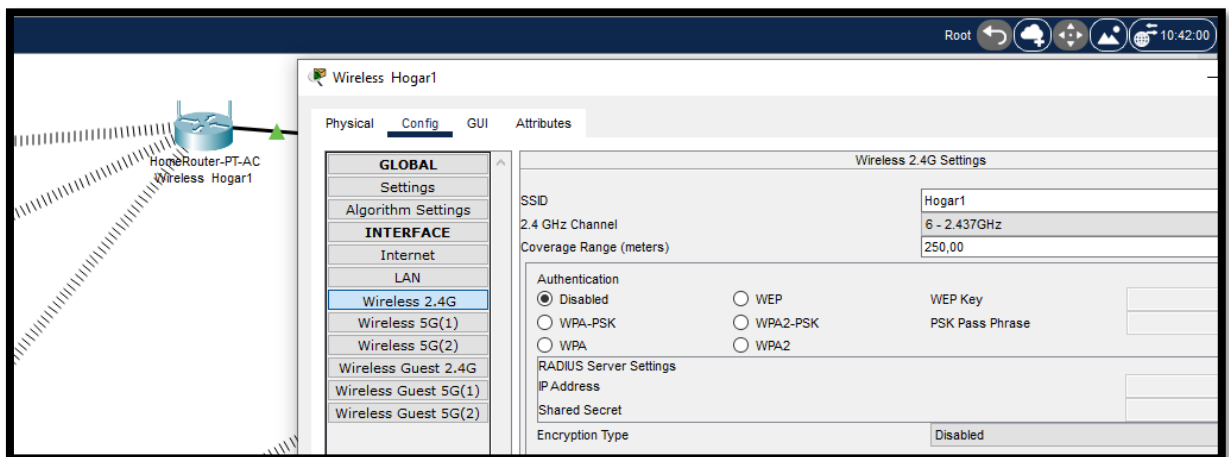 Root 10:42:00
Wireless Hogar1
Physical Config GUI Attributes
HomeRouter-PT-AC
Wireless Hogar1
GLOBAL
Settings
Algorithm Settings
INTERFACE
Internet
LAN
Wireless 2.4G
Wireless 5G(1)
Wireless 5G(2)
Wireless Guest 2.4G
Wireless Guest 5G(1)
Wireless Guest 5G(2)
Wireless 2.4G Settings
SSID Hogar1
2.4 GHz Channel 6 - 2.437GHz
Coverage Range (meters) 250,00
Authentication
Disabled WEP WEP Key
WPA-PSK WPA2-PSK PSK Pass Phrase
WPA WPA2
RADIUS Server Settings
IP Address
Shared Secret
Encryption Type Disabled